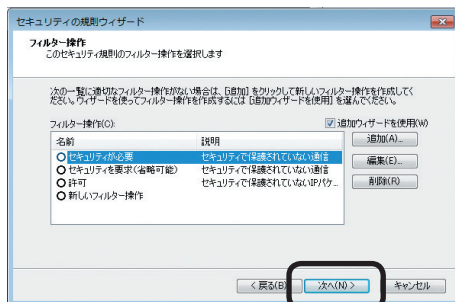 セキュリティの規則ウィザード
フィルター操作
このセキュリティ規則のフィルター操作を選択します
次の一覧に適切なフィルター操作がない場合は、[追加] をクリックして新しいフィルター操作を作成してく
ださい。ウィザードを使ってフィルター操作を作成するには [追加ウィザードを使用] を選んでください。
フィルター操作(C):
追加ウィザードを使用(W)
名前 説明
セキュリティが必要 セキュリティで保護されていない通信
セキュリティを要求(省略可能) セキュリティで保護されていない通信
許可 セキュリティで保護されていないIPパケ...
新しいフィルター操作
追加(A)...
編集(E)...
削除(R)
< 戻る(B)
次へ(N) >
キャンセル